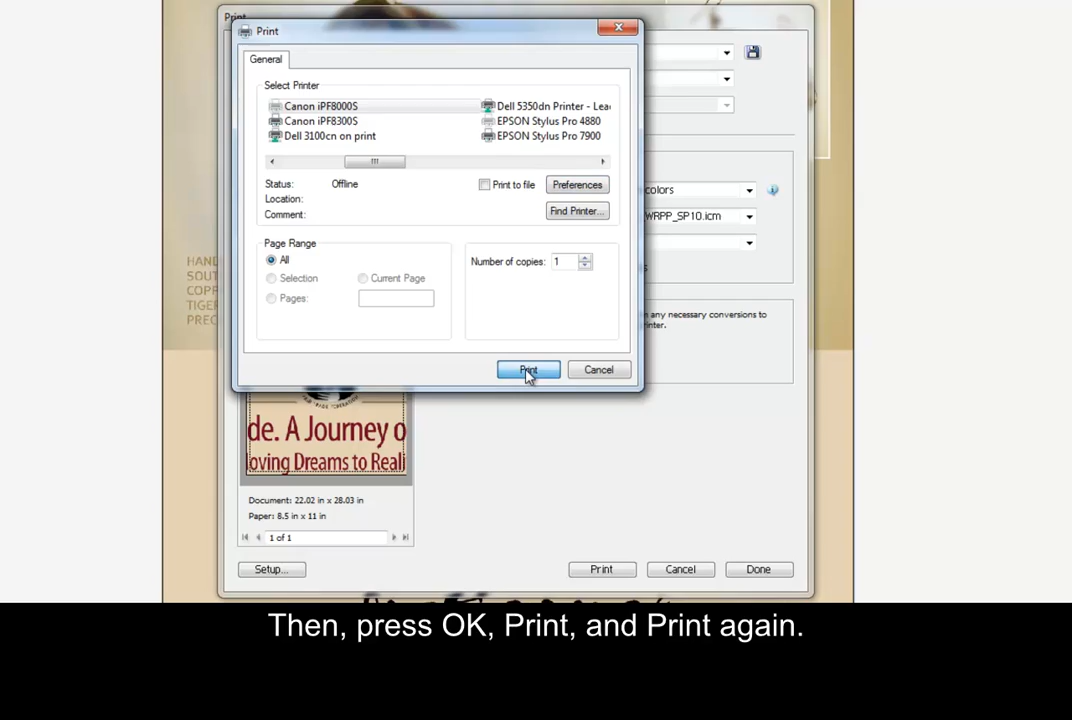 Print
General
Select Printer
Canon iPF8000S
Canon iPF8300S
Dell 3100cn on print
Dell 5350dn Printer - Lea
EPSON Stylus Pro 4880
EPSON Stylus Pro 7900
Status: Offline
Location:
Comment:
Print to file
Preferences
Find Printer...
Page Range
All
Selection
Current Page
Pages:
Number of copies: 1
Print
Cancel
colors
WRPP_SP10.icm
n any necessary conversions to
rinter.
HAND
SOUT
COPP
TIGER
PREC
de. A Journey o
loving Dreams to Reali
Document: 22.02 in x 28.03 in
Paper: 8.5 in x 11 in
1 of 1
Setup...
Print
Cancel
Done
Then, press OK, Print, and Print again.